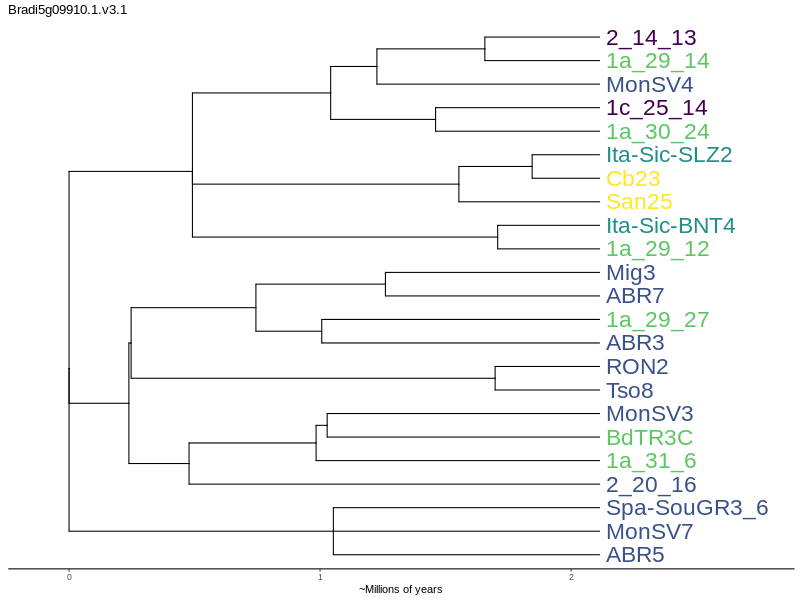 Bradi5g09910.1.v3.1
2_14_13
1a_29_14
MonSV4
1c_25_14
1a_30_24
Ita-Sic-SLZ2
Cb23
San25
Ita-Sic-BNT4
1a_29_12
Mig3
ABR7
1a_29_27
ABR3
RON2
Tso8
MonSV3
BdTR3C
1a_31_6
2_20_16
Spa-SouGR3_6
MonSV7
ABR5
0 1 2
~Millions of years